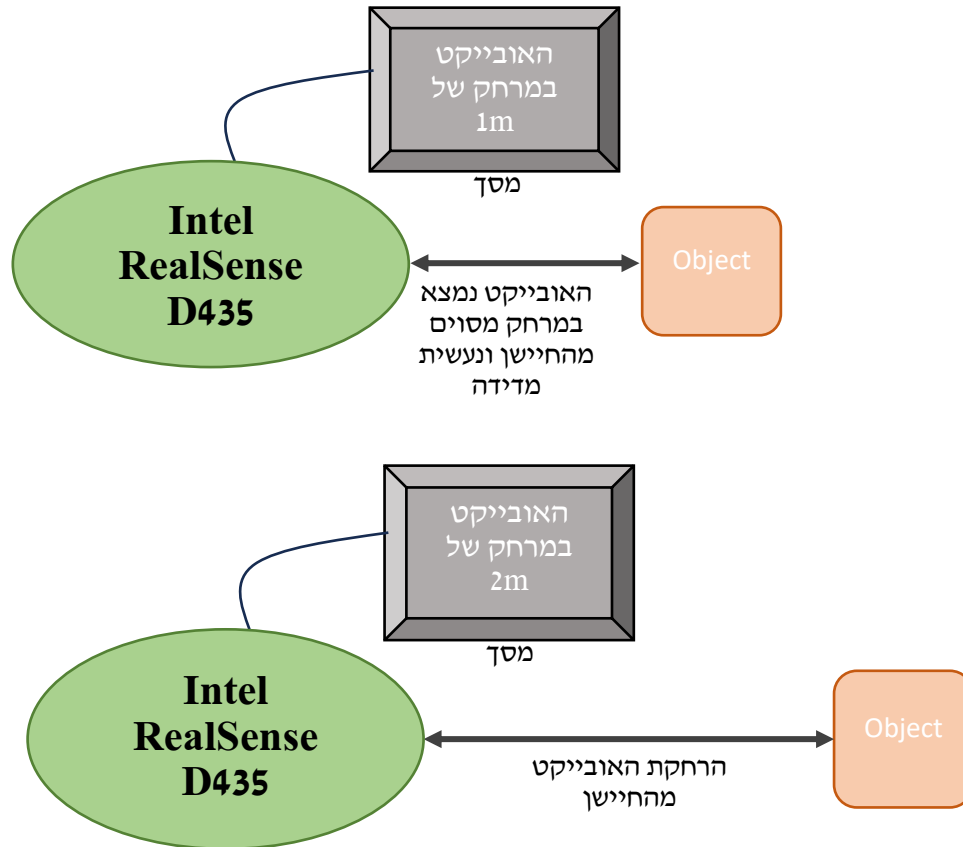 האובייקט
במרחק של
1m
מסך
Intel
RealSense
D435
Object
האובייקט נמצא
במרחק מסוים
מהחיישן ונעשית
מדידה
האובייקט
במרחק של
2m
מסך
Intel
RealSense
D435
Object
הרחקת האובייקט
מהחיישן